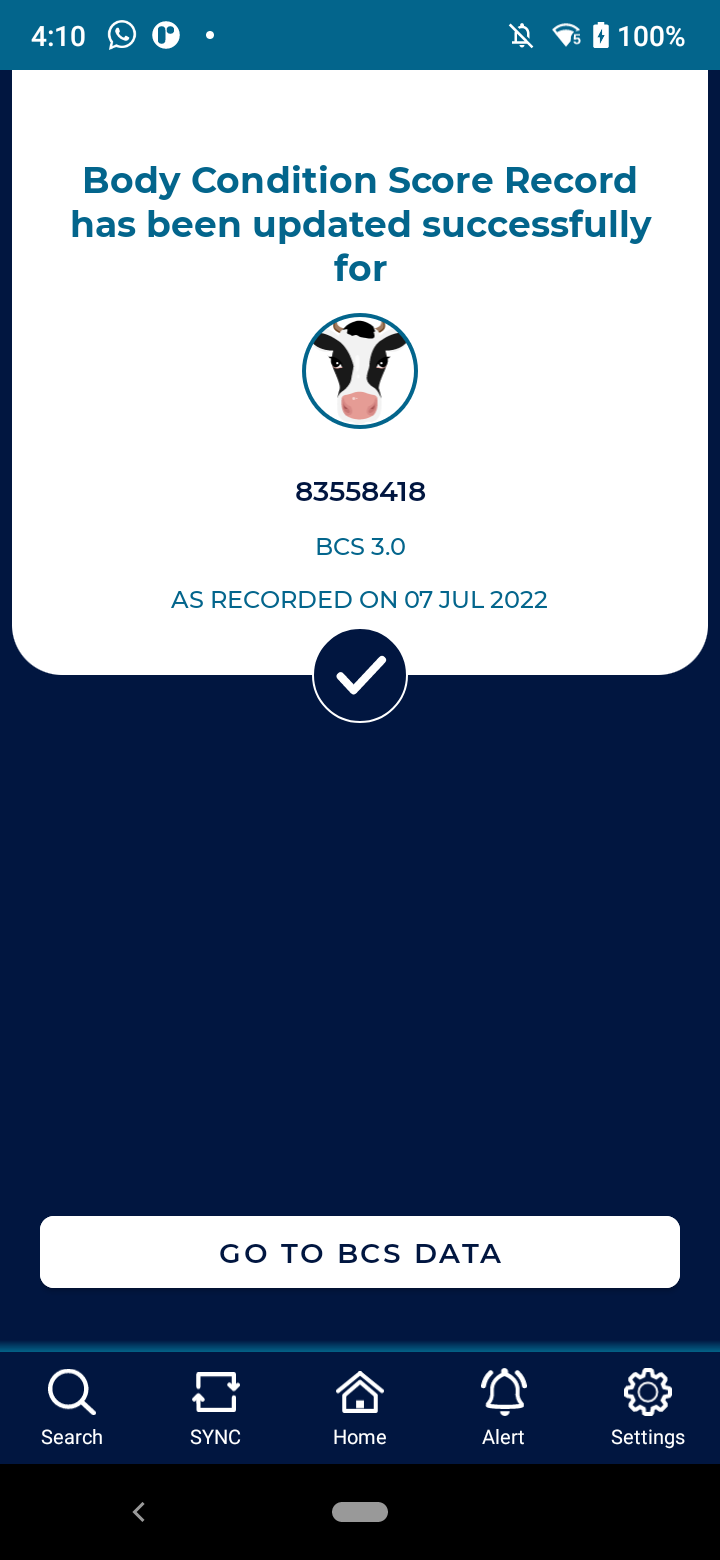 4:10
5
100%
Body Condition Score Record
has been updated successfully
for
83558418
BCS 3.0
AS RECORDED ON 07 JUL 2022
GO TO BCS DATA
Search SYNC Home Alert Settings